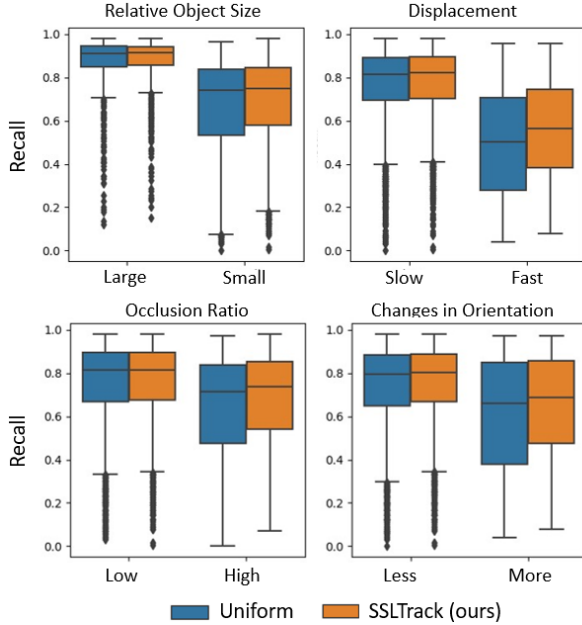 Relative Object Size
Displacement
Recall
1.0
0.8
0.6
0.4
0.2
0.0
Large
Small
1.0
0.8
0.6
0.4
0.2
0.0
Slow
Fast
Occlusion Ratio
Changes in Orientation
Recall
1.0
0.8
0.6
0.4
0.2
0.0
Low
High
1.0
0.8
0.6
0.4
0.2
0.0
Less
More
Uniform
SSLTrack (ours)